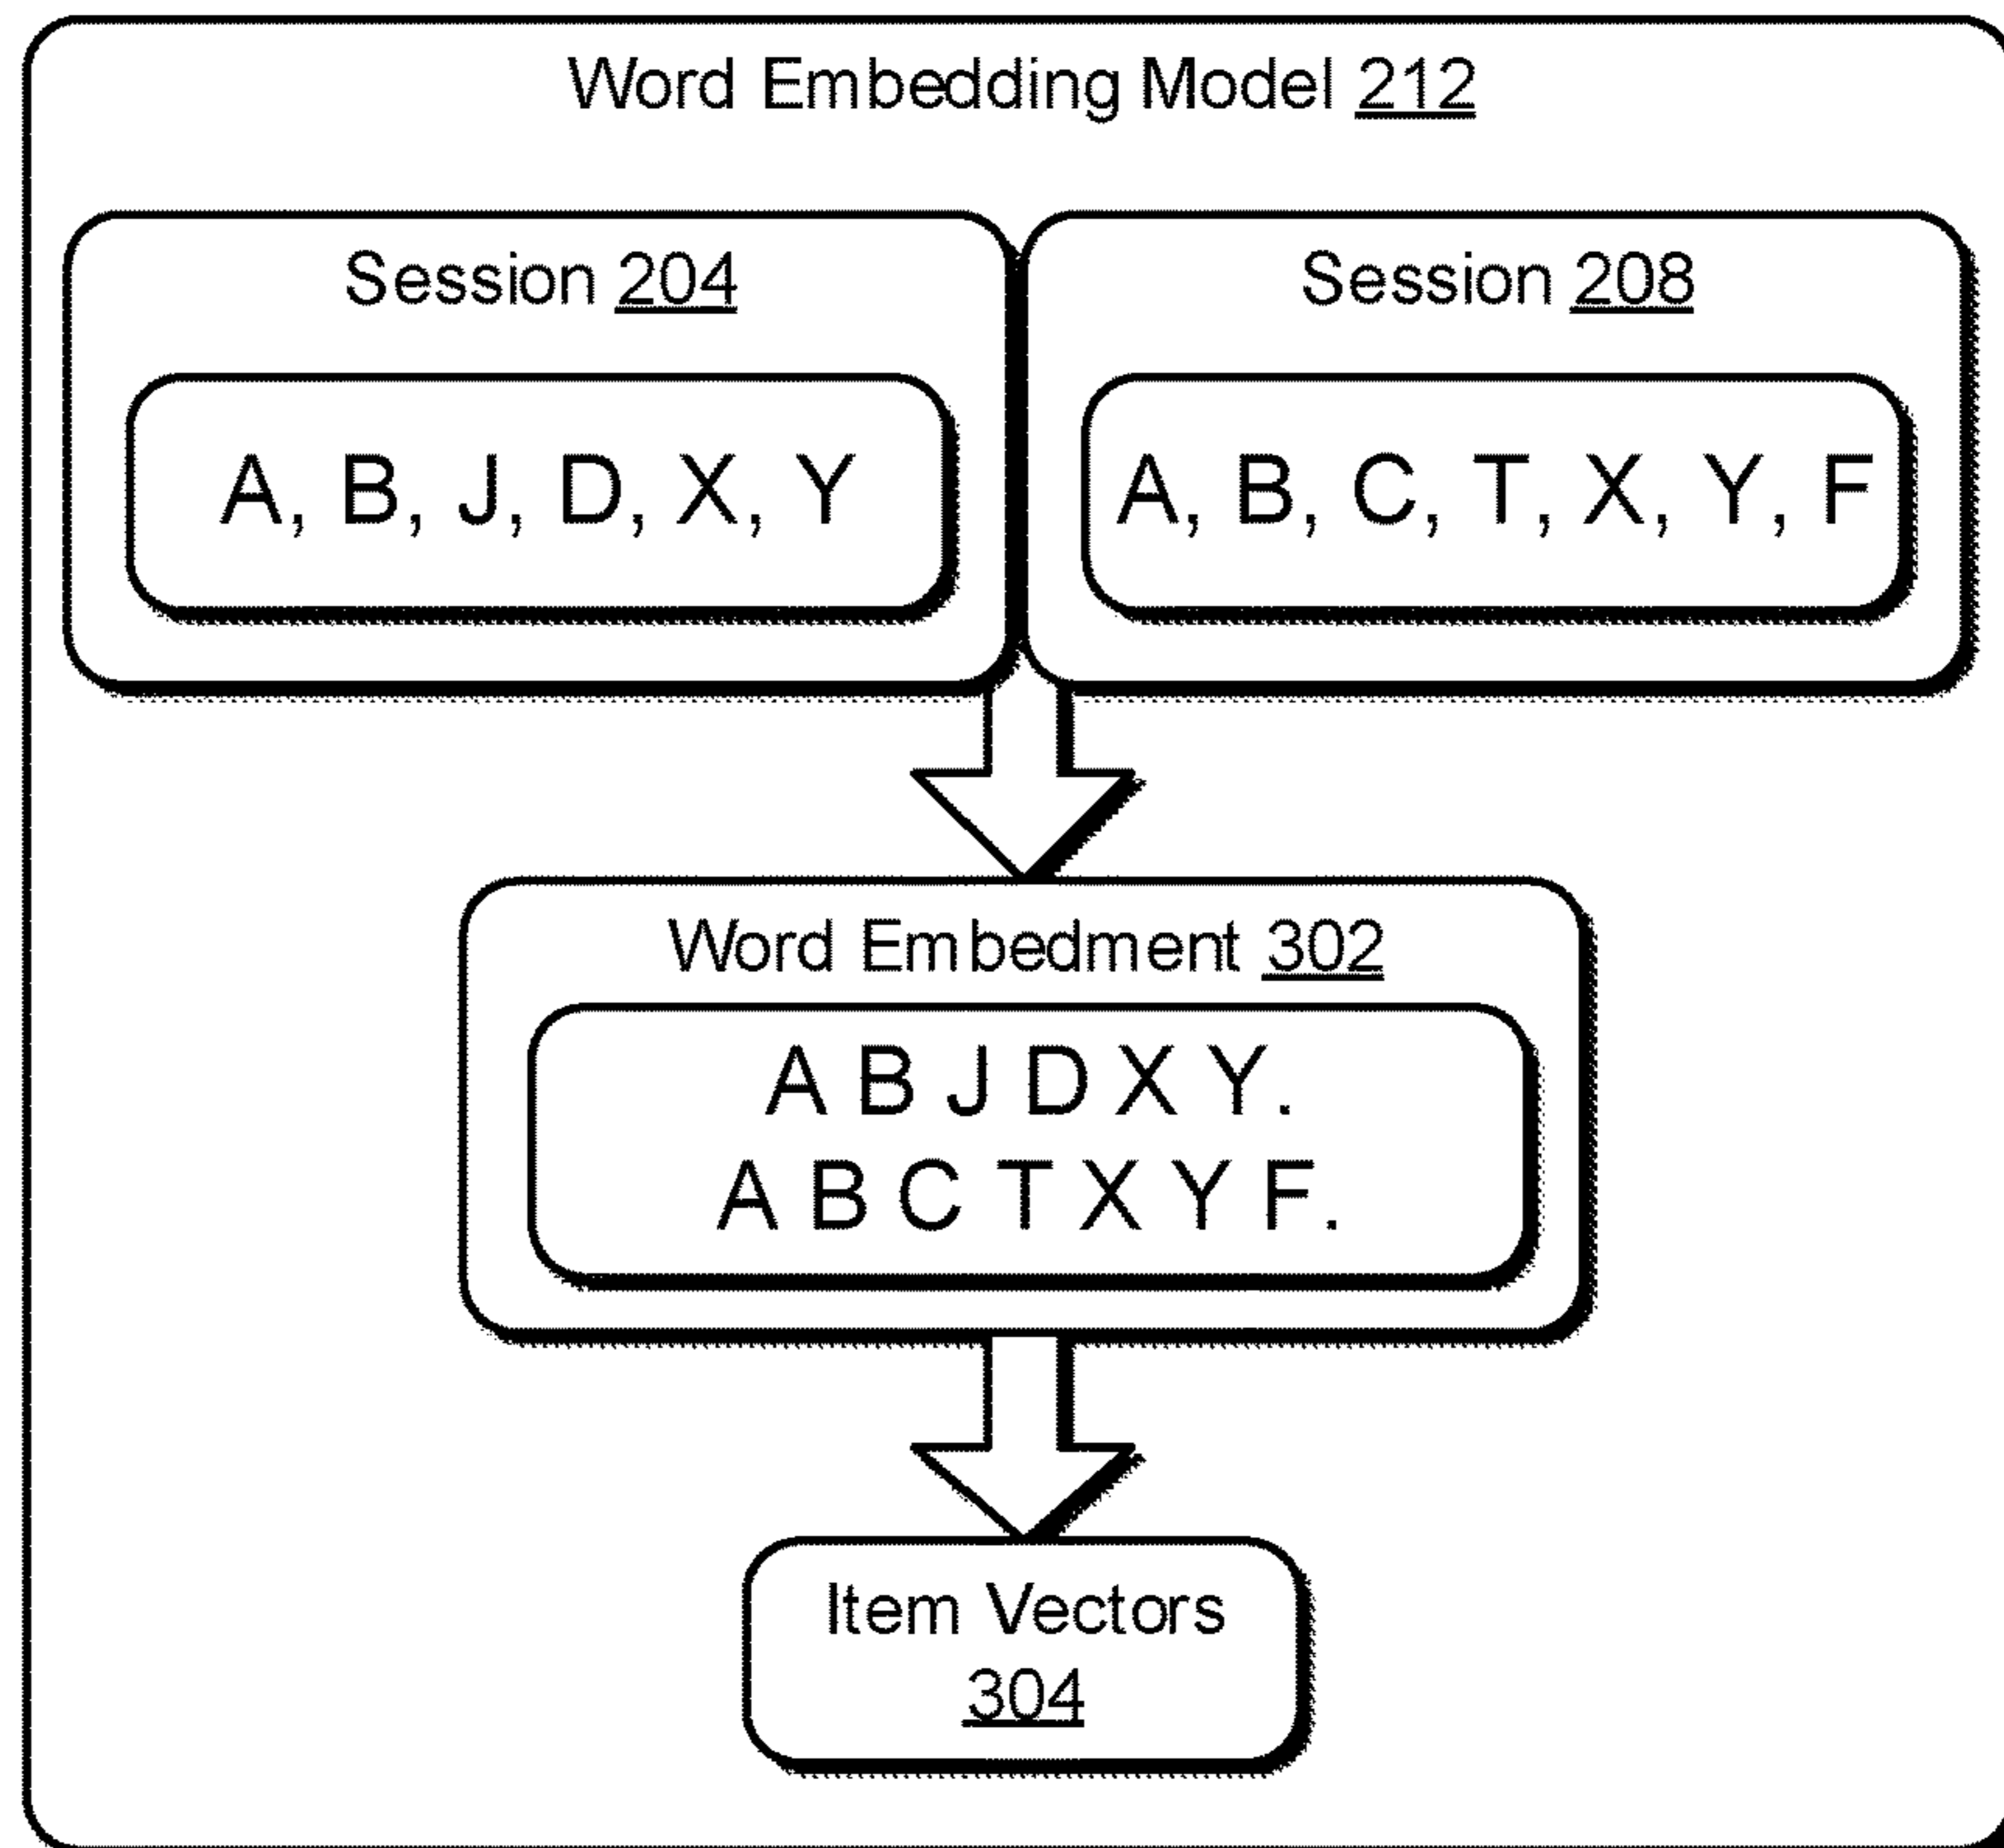 Word Embedding Model 212
Session 204
A, B, J, D, X, Y
Session 208
A, B, C, T, X, Y, F
Word Embedment 302
A B J D X Y.
A B C T X Y F.
Item Vectors
304